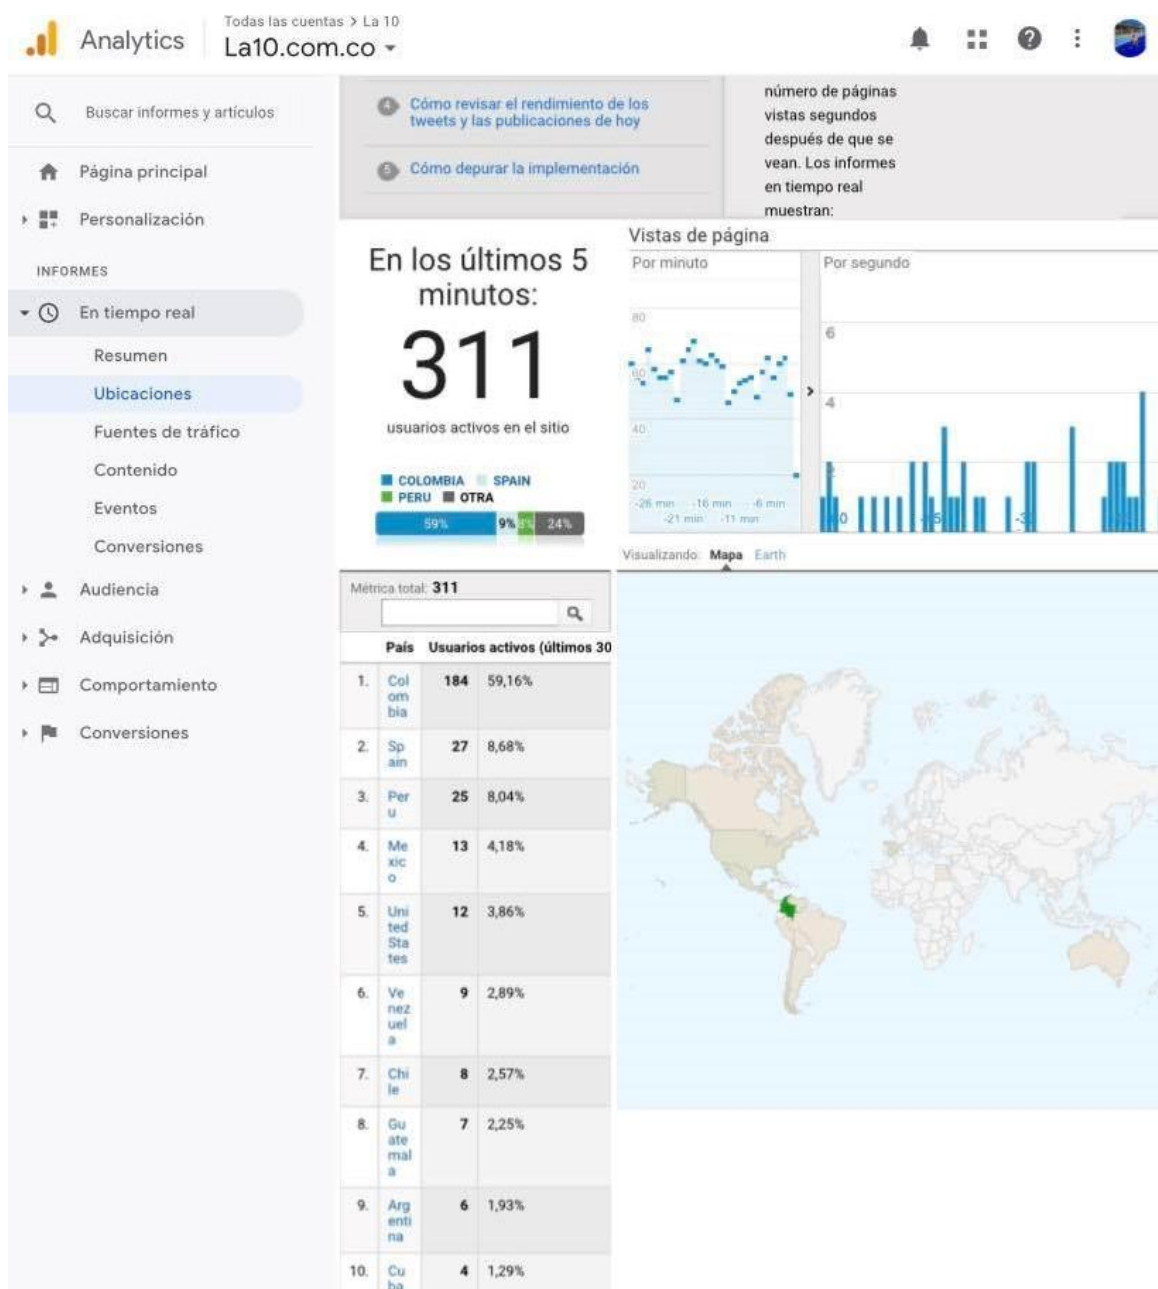 Analytics
Todas las cuentas > La 10
La10.com.co
Buscar informes y artículos
Página principal
Personalización
INFORMES
En tiempo real
Resumen
Ubicaciones
Fuentes de tráfico
Contenido
Eventos
Conversiones
Audiencia
Adquisición
Comportamiento
Conversiones
4 Cómo revisar el rendimiento de los
tweets y las publicaciones de hoy
5 Cómo depurar la implementación
número de páginas
vistas segundos
después de que se
vean. Los informes
en tiempo real
muestran:
En los últimos 5
minutos:
311
usuarios activos en el sitio
COLOMBIA SPAIN
PERU OTRA
59% 9% 8% 24%
Vistas de página
Por minuto
80
60
40
20
-26 min -16 min -6 min
-21 min -11 min
Por segundo
6
4
2
Visualizando: Mapa Earth
Métrica total: 311
País Usuarios activos (últimos 30
1. Col 184 59,16%
om
bia
2. Sp 27 8,68%
ain
3. Per 25 8,04%
u
4. Me 13 4,18%
xic
o
5. Uni 12 3,86%
ted
Sta
tes
6. Ve 9 2,89%
nez
uel
a
7. Chi 8 2,57%
le
8. Gu 7 2,25%
ate
mal
a
9. Arg 6 1,93%
enti
na
10. Cu 4 1,29%
ba